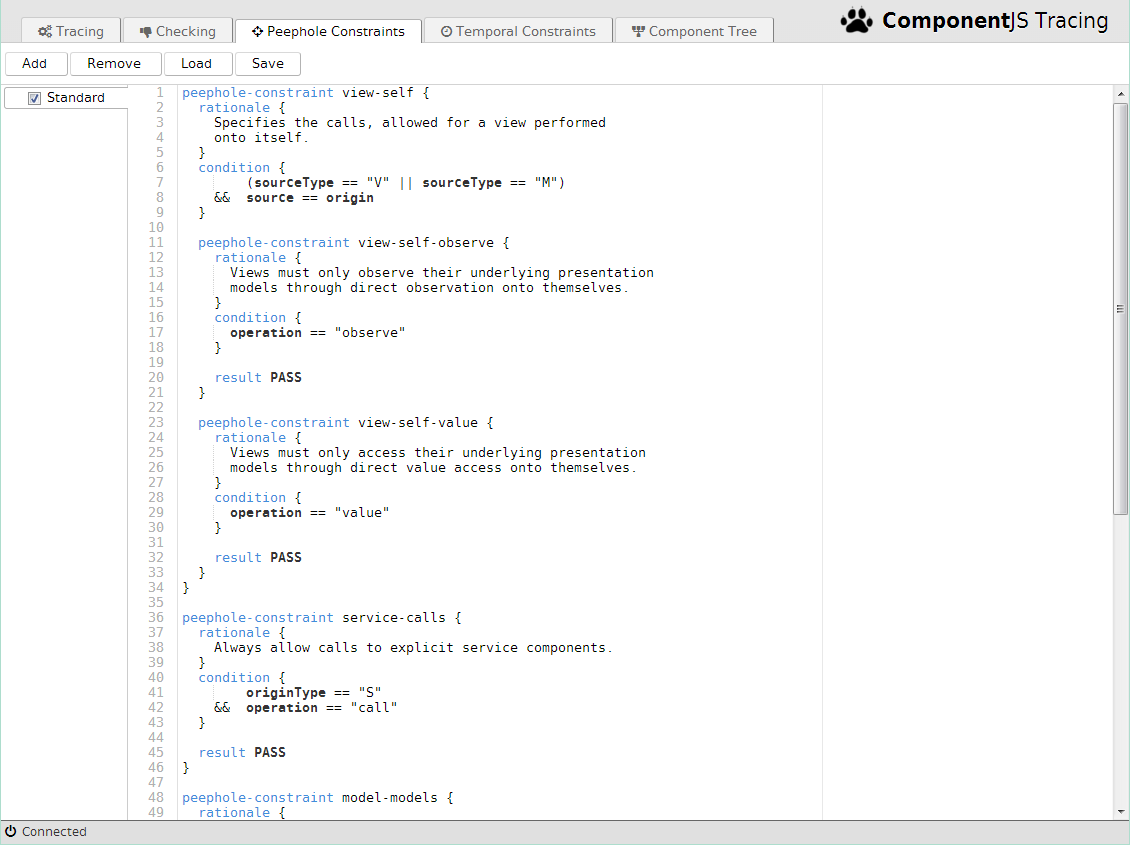 Tracing Checking Peephole Constraints Temporal Constraints Component Tree ComponentJS Tracing
Add Remove Load Save
Standard
1 peephole-constraint view-self {
2 rationale {
3 Specifies the calls, allowed for a view performed
4 onto itself.
5 }
6 condition {
7 (sourceType == "V" || sourceType == "M")
8 && source == origin
9 }
10
11 peephole-constraint view-self-observe {
12 rationale {
13 Views must only observe their underlying presentation
14 models through direct observation onto themselves.
15 }
16 condition {
17 operation == "observe"
18 }
19
20 result PASS
21 }
22
23 peephole-constraint view-self-value {
24 rationale {
25 Views must only access their underlying presentation
26 models through direct value access onto themselves.
27 }
28 condition {
29 operation == "value"
30 }
31
32 result PASS
33 }
34 }
35
36 peephole-constraint service-calls {
37 rationale {
38 Always allow calls to explicit service components.
39 }
40 condition {
41 originType == "S"
42 && operation == "call"
43 }
44
45 result PASS
46 }
47
48 peephole-constraint model-models {
49 rationale {
Connected